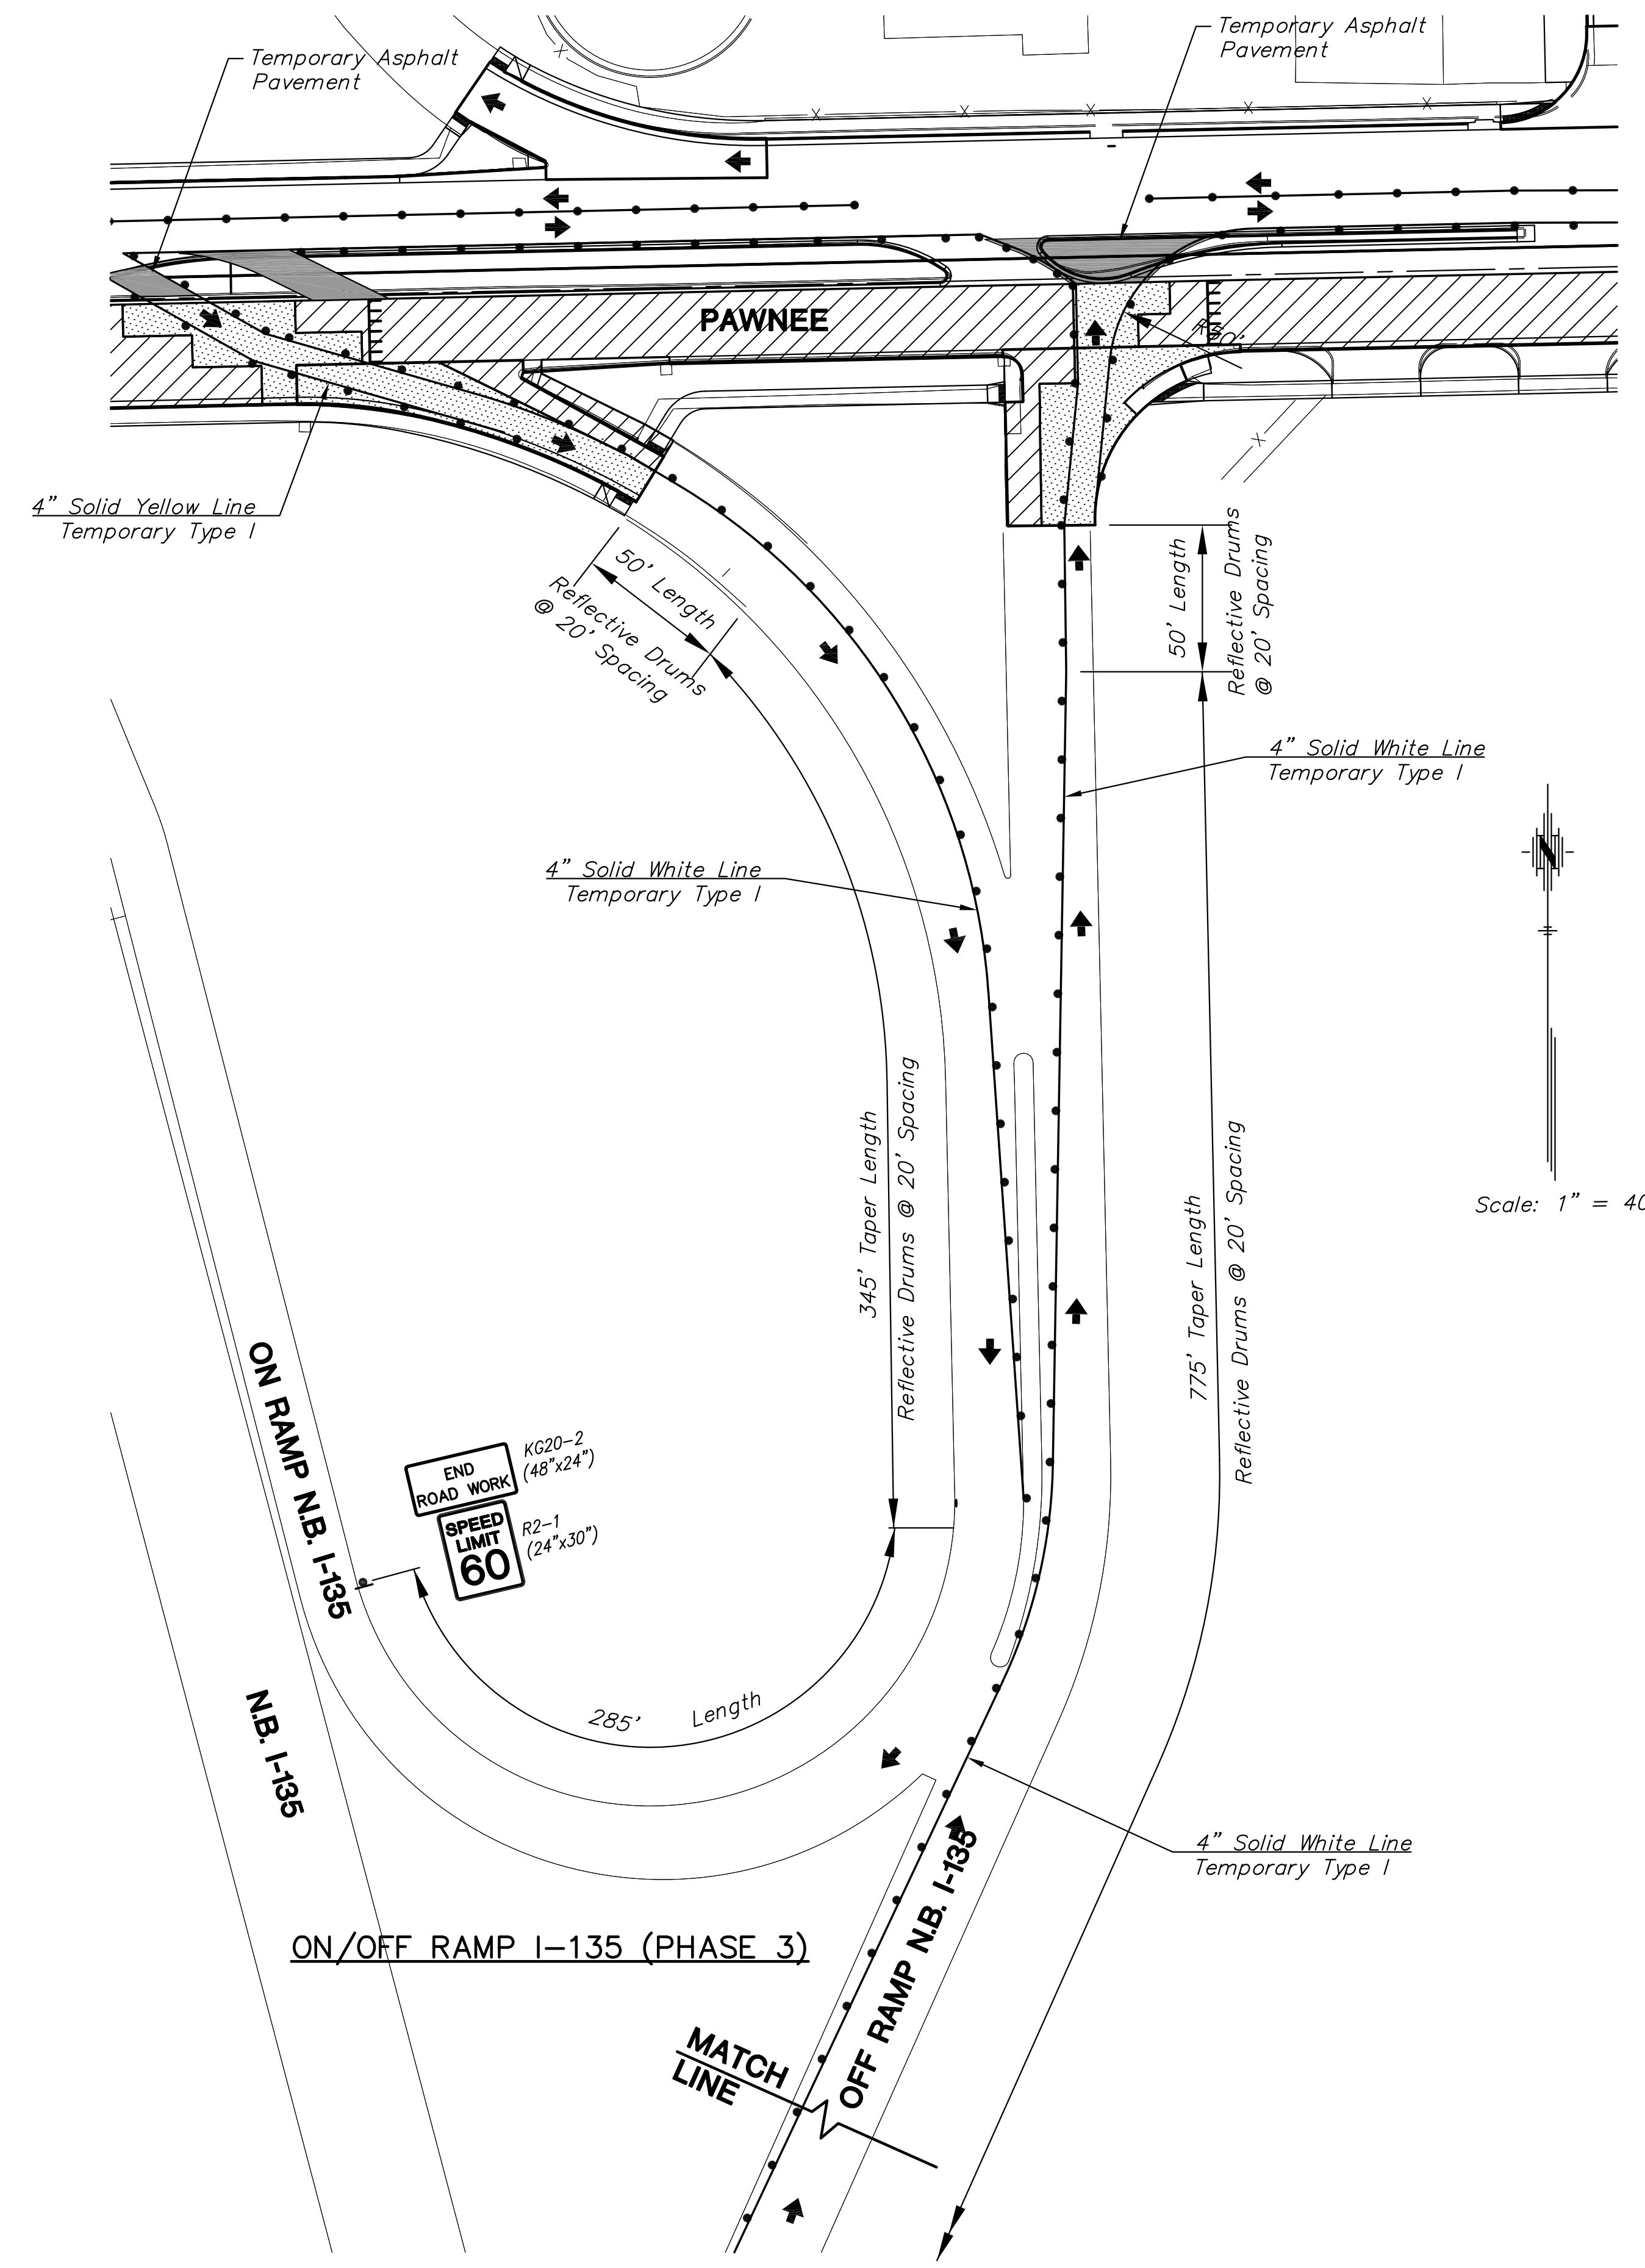 Temporary Asphalt
Pavement
Temporary Asphalt
Pavement
PAWNEE
4" Solid Yellow Line
Temporary Type I
50' Length
Reflective Drums
@ 20' Spacing
50' Length
Reflective Drums
@ 20' Spacing
4" Solid White Line
Temporary Type I
4" Solid White Line
Temporary Type I
N
Scale: 1" = 40
345' Taper Length
Reflective Drums @ 20' Spacing
775' Taper Length
Reflective Drums @ 20' Spacing
ON RAMP N.B. I-135
END
ROAD WORK
KG20-2
(48"x24")
SPEED
LIMIT
60
R2-1
(24"x30")
N.B. I-135
285' Length
4" Solid White Line
Temporary Type I
OFF RAMP N.B. I-135
ON/OFF RAMP I-135 (PHASE 3)
MATCH
LINE